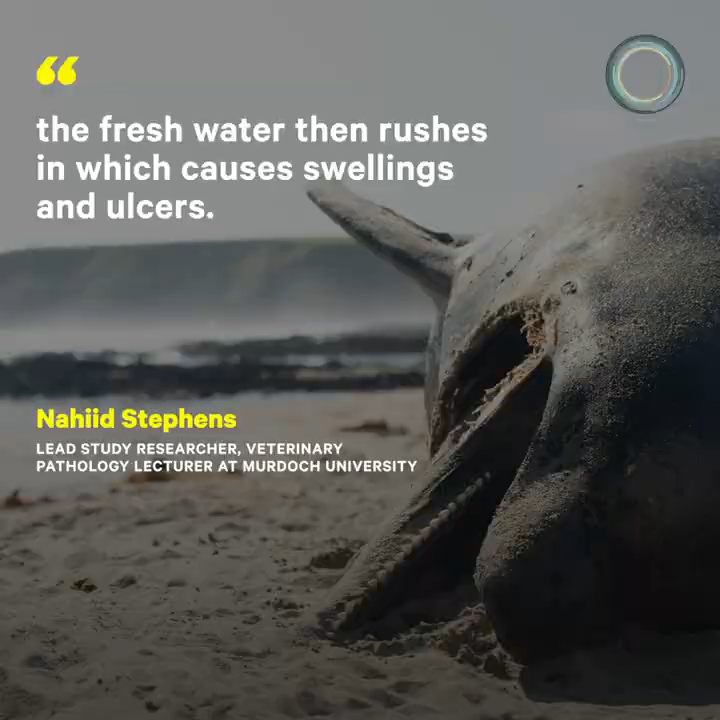 “
the fresh water then rushes
in which causes swellings
and ulcers.
Nahiid Stephens
LEAD STUDY RESEARCHER, VETERINARY
PATHOLOGY LECTURER AT MURDOCH UNIVERSITY